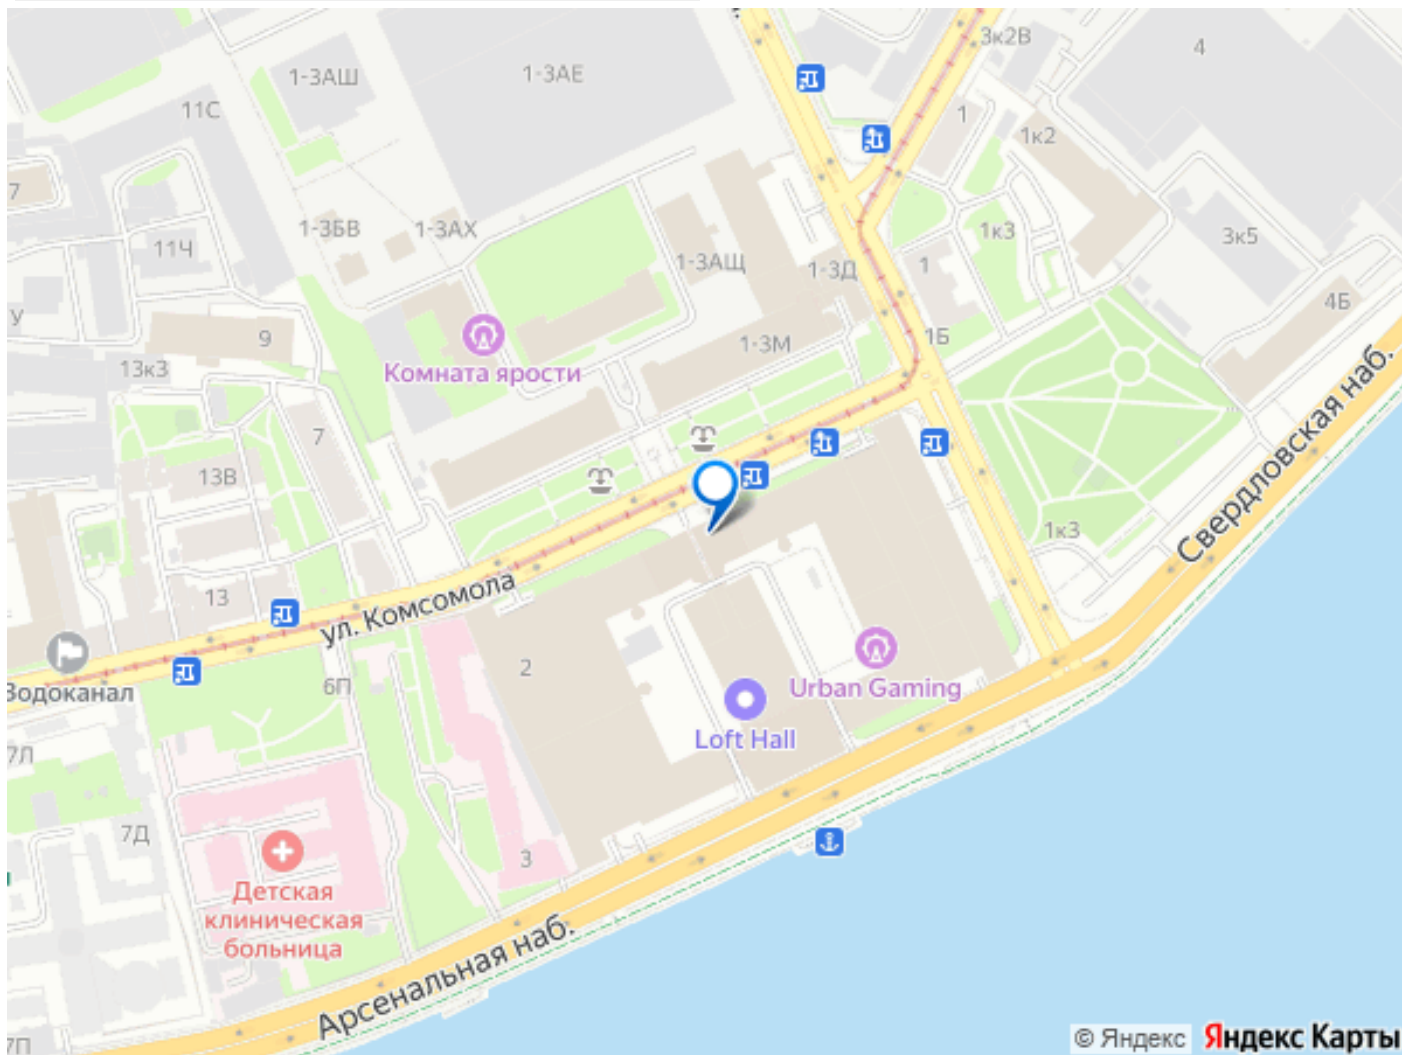 3к2В
4
1-3АШ
1-3АЕ
11С
1
1к2
7
1-3БВ
1-3АХ
1к3
3к5
11Ч
1-3АЩ
1-3Д
1
4Б
У
9
1-3М
1Б
13к3
Комната ярости
Свердловская наб.
7
13В
1к3
13
ул. Комсомола
2
6П
Водоканал
Urban Gaming
Loft Hall
7Л
7Д
3
Детская
клиническая
больница
Арсенальная наб.
7П
© Яндекс
Яндекс Карты